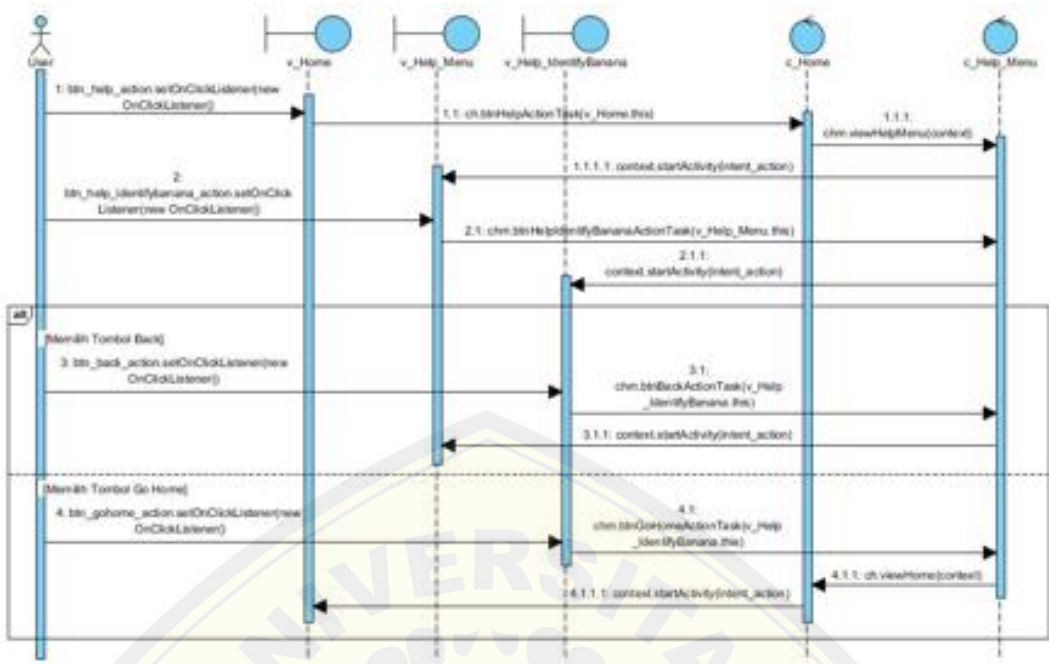 User
v_Home
v_Help_Menu
v_Help_IdentifyBanana
c_Home
c_Help_Menu
1: btn_help_action.setOnClickListener(new
OnClickListener()
1.1: ch.btnHelpActionTask(v_Home.this)
1.1.1:
chm.viewHelpMenu(context)
1.1.1.1: context.startActivity(intent_action)
2:
btn_help_identifybanana_action.setOnClick
Listener(new OnClickListener()
2.1: chm.btnHelpIdentifyBananaActionTask(v_Help_Menu.this)
2.1.1:
context.startActivity(intent_action)
alt
[Memilih Tombol Back]
3: btn_back_action.setOnClickListener(new
OnClickListener()
3.1:
chm.btnBackActionTask(v_Help
_IdentifyBanana.this)
3.1.1: context.startActivity(intent_action)
[Memilih Tombol Go Home]
4: btn_gohome_action.setOnClickListener(new
OnClickListener()
4.1:
chm.btnGoHomeActionTask(v_Help
_IdentifyBanana.this)
4.1.1: ch.viewHome(context)
4.1.1.1: context.startActivity(intent_action)
NIVERSITA